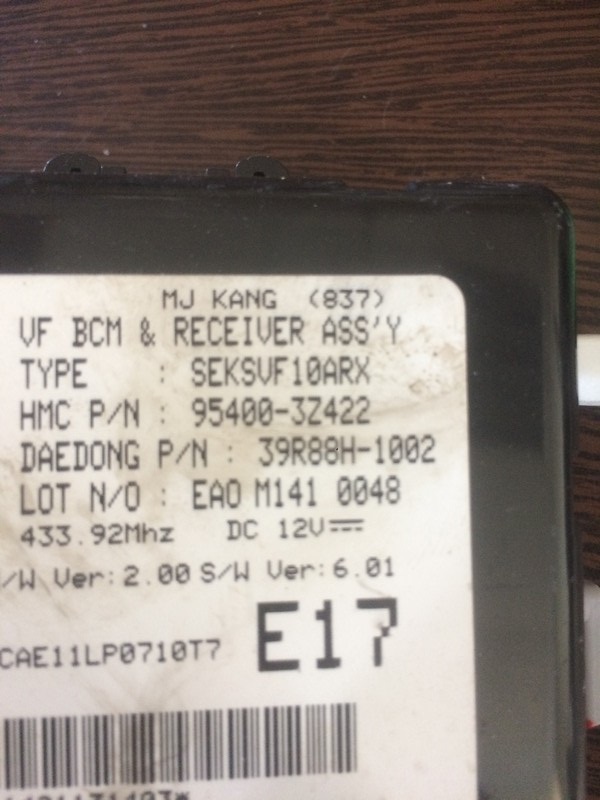 MJ KANG (837)
VF BCM & RECEIVER ASS'Y
TYPE : SEKSVF10ARX
HMC P/N : 95400-3Z422
DAEDONG P/N : 39R88H-1002
LOT N/O : EAO M141 0048
433.92Mhz DC 12V
/W Ver: 2.00 S/W Ver: 6.01
CAE11LP0710T7
E17